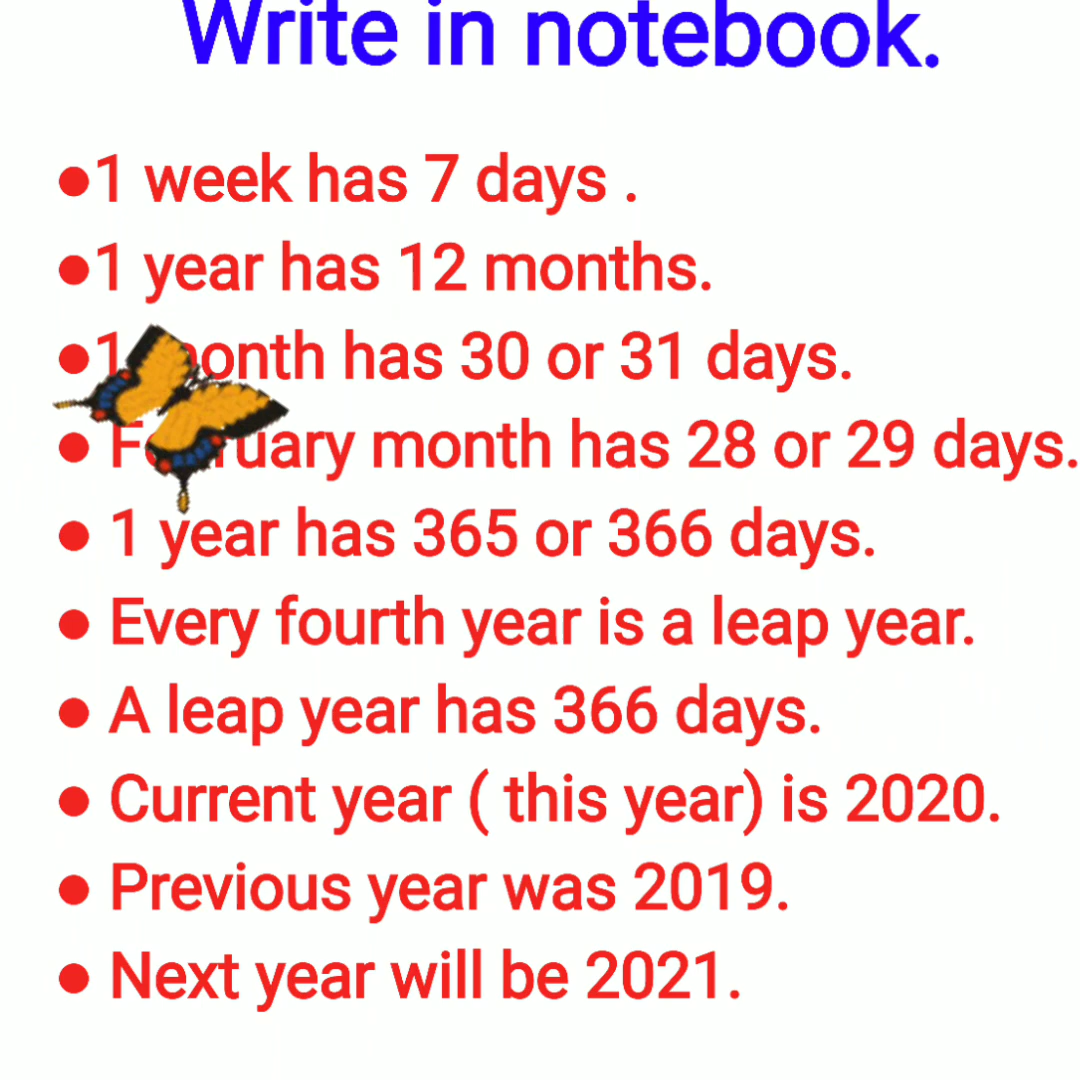 Write in notebook.
●1 week has 7 days .
●1 year has 12 months.
●1 month has 30 or 31 days.
● February month has 28 or 29 days.
● 1 year has 365 or 366 days.
● Every fourth year is a leap year.
● A leap year has 366 days.
● Current year ( this year) is 2020.
● Previous year was 2019.
● Next year will be 2021.